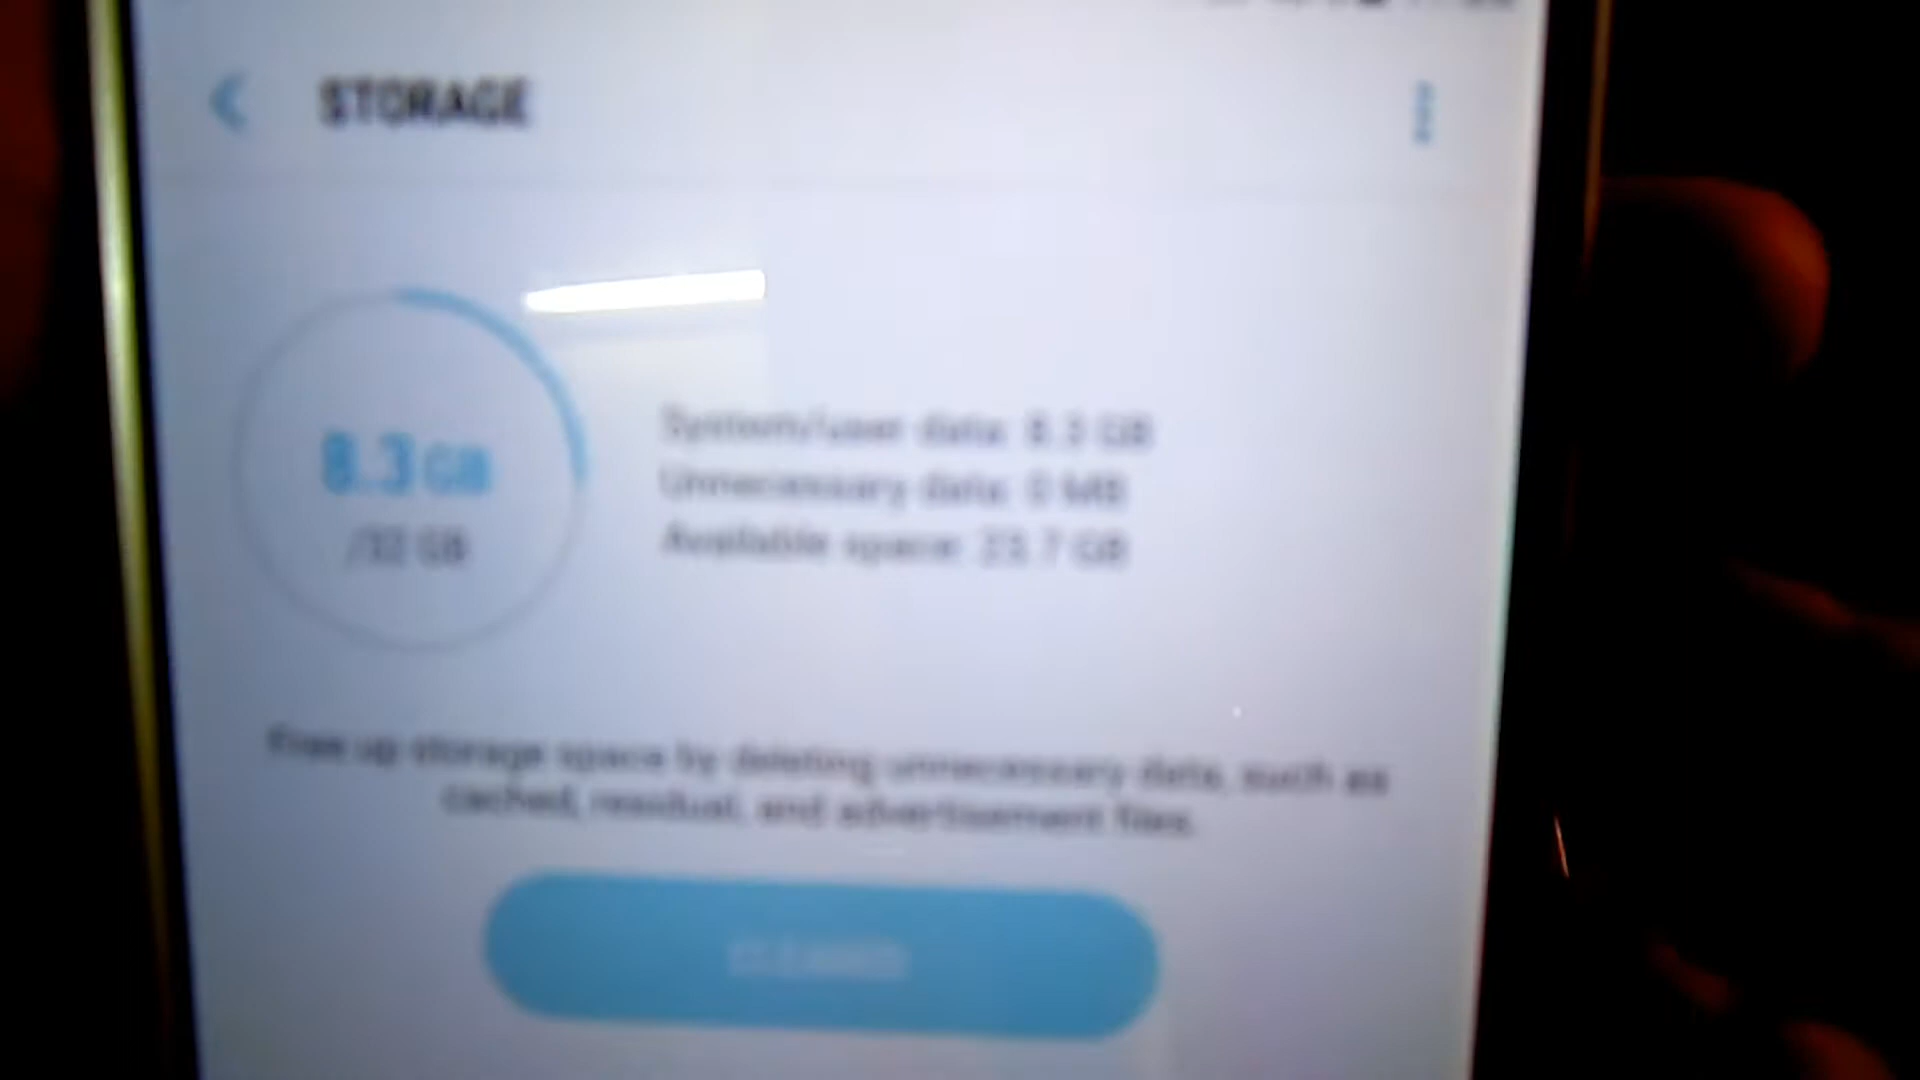 STORAGE
8.3 GB
/32 GB
System/user data: 8.3 GB
Unnecessary data: 0 MB
Available space: 23.7 GB
Free up storage space by deleting unnecessary data, such as
cached, residual, and advertisement files.